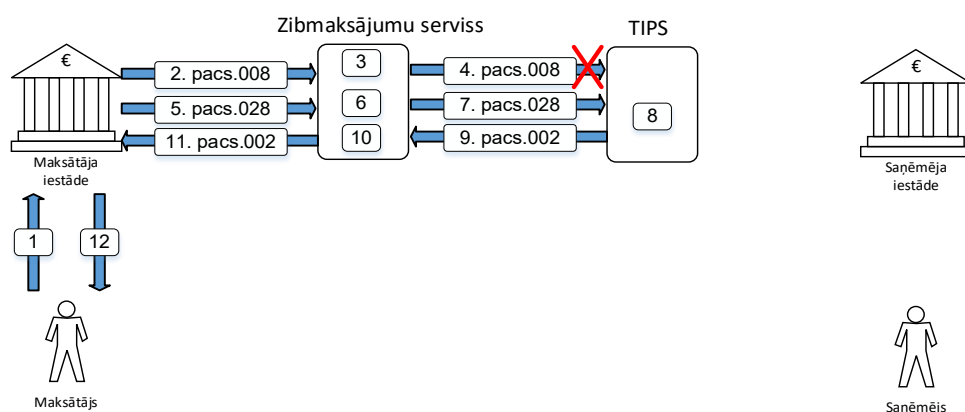 Zibmaksājumu serviss
TIPS
€
€
2. pacs.008
3
4. pacs.008
5. pacs.028
6
7. pacs.028
8
11. pacs.002
10
9. pacs.002
Maksātāja
iestāde
Saņēmēja
iestāde
1
12
Maksātājs
Saņēmējs